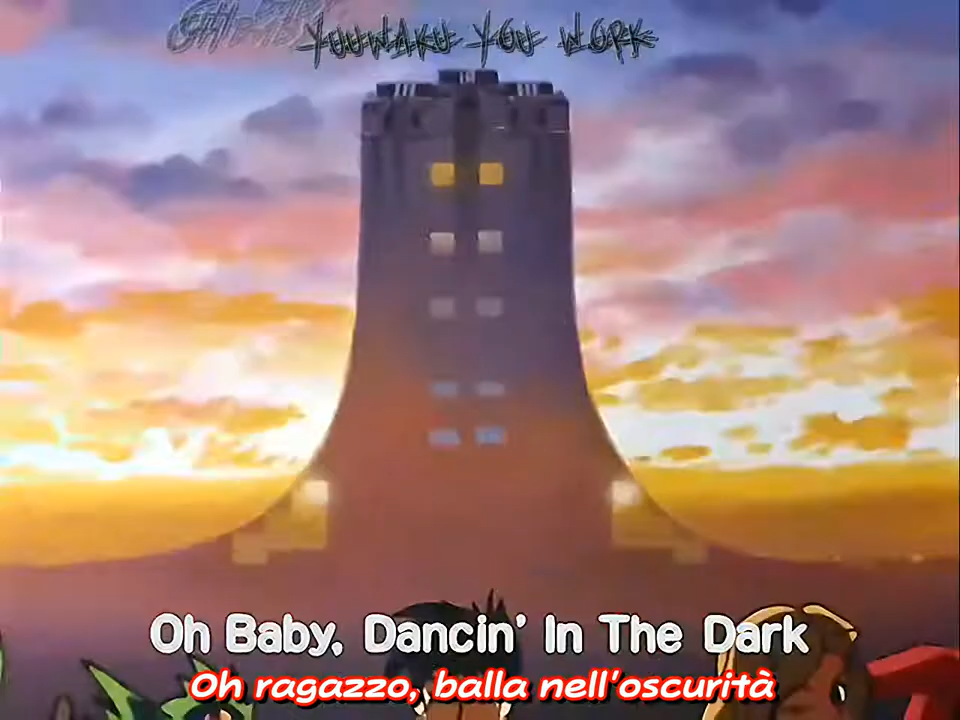 YUUWAKU YOU WORK
Oh Baby, Dancin' In The Dark
Oh ragazzo, balla nell'oscurità